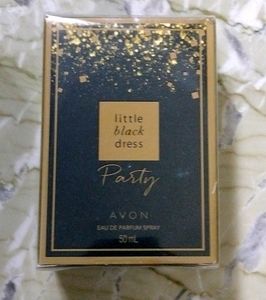 little
black
dress
Party
AVON
EAU DE PARFUM SPRAY
50 mL